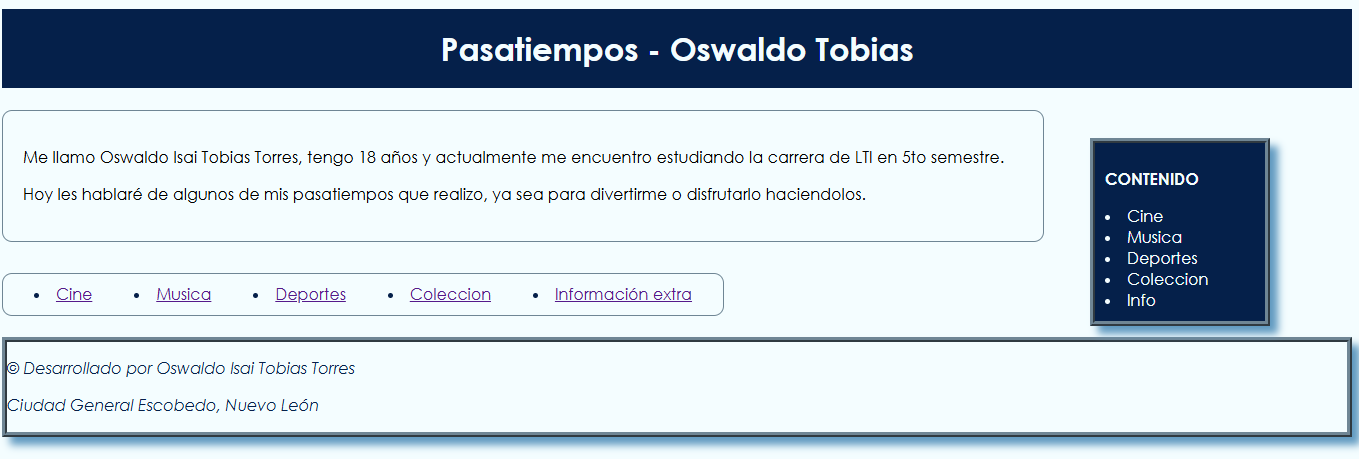 Pasatiempos - Oswaldo Tobias
Me llamo Oswaldo Isai Tobias Torres, tengo 18 años y actualmente me encuentro estudiando la carrera de LTI en 5to semestre.
Hoy les hablaré de algunos de mis pasatiempos que realizo, ya sea para divertirme o disfrutarlo haciendolos.
CONTENIDO
• Cine
• Musica
• Deportes
• Coleccion
• Info
• Cine • Musica • Deportes • Coleccion • Información extra
© Desarrollado por Oswaldo Isai Tobias Torres
Ciudad General Escobedo, Nuevo León